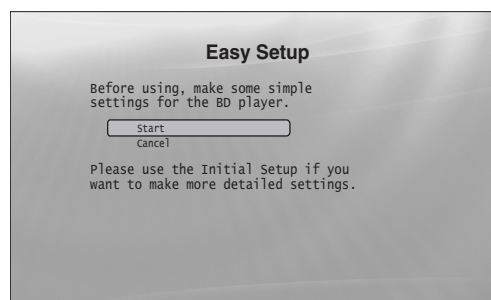 Easy Setup
Before using, make some simple
settings for the BD player.
Start
Cancel
Please use the Initial Setup if you
want to make more detailed settings.